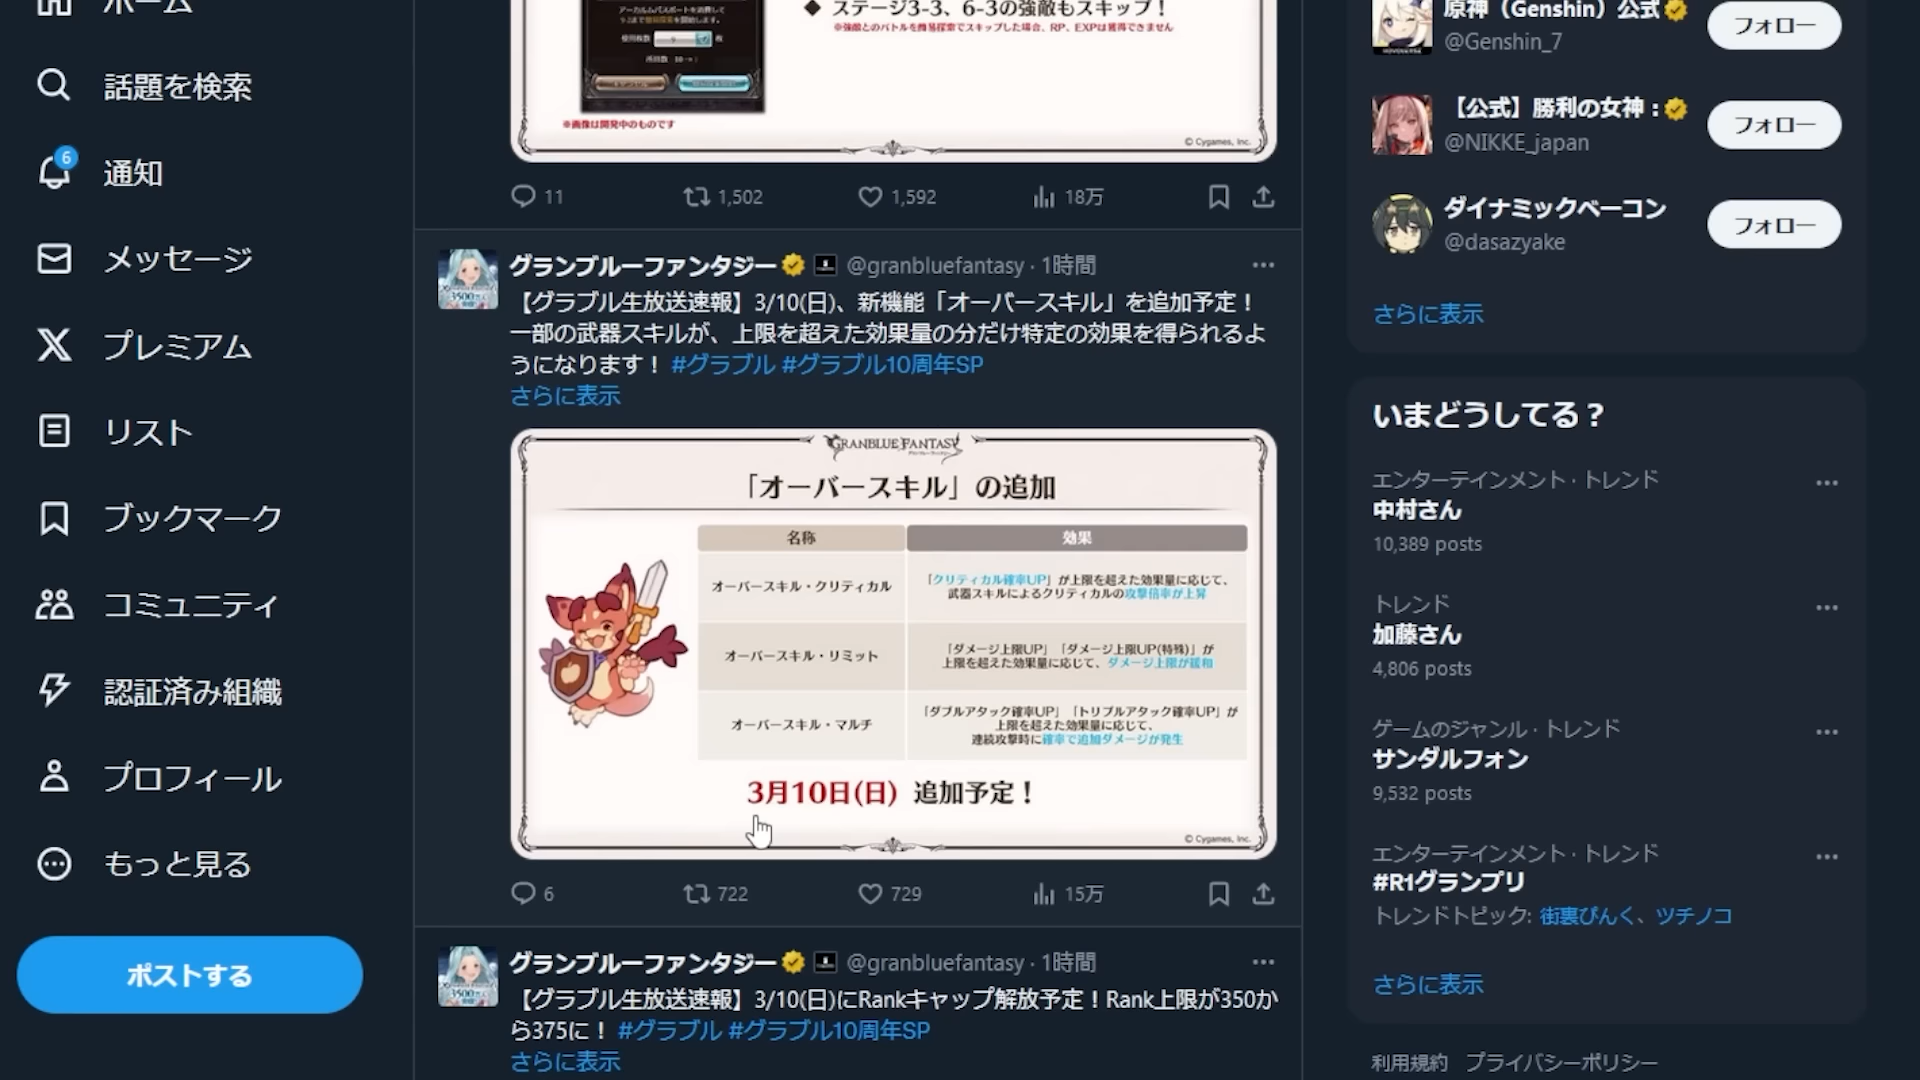 ホーム
話題を検索
6
通知
メッセージ
プレミアム
リスト
ブックマーク
コミュニティ
認証済み組織
プロフィール
もっと見る
ポストする
アーカルムパスポートを消費して
◆ ステージ3-3、6-3の強敵もスキップ！
※強敵とのバトルを簡易探索でスキップした場合、RP、EXPは獲得できません
※画像は開発中のものです
© Cygames, Inc.
11 1,502 1,592 18万
グランブルーファンタジー @granbluefantasy · 1時間
【グラブル生放送速報】3/10(日)、新機能「オーバースキル」を追加予定！
一部の武器スキルが、上限を超えた効果量の分だけ特定の効果を得られるよ
うになります！ #グラブル #グラブル10周年SP
さらに表示
GRANBLUE FANTASY
「オーバースキル」の追加
名称 効果
オーバースキル・クリティカル
「クリティカル確率UP」が上限を超えた効果量に応じて、
武器スキルによるクリティカルの攻撃倍率が上昇
オーバースキル・リミット
「ダメージ上限UP」「ダメージ上限UP(特殊)」が
上限を超えた効果量に応じて、ダメージ上限が緩和
オーバースキル・マルチ
「ダブルアタック確率UP」「トリプルアタック確率UP」が
上限を超えた効果量に応じて、
連続攻撃時に確率で追加ダメージが発生
3月10日(日) 追加予定！
© Cygames, Inc.
6 722 729 15万
グランブルーファンタジー @granbluefantasy · 1時間
【グラブル生放送速報】3/10(日)にRankキャップ解放予定！Rank上限が350か
ら375に！ #グラブル #グラブル10周年SP
さらに表示
原神（Genshin）公式
@Genshin_7
フォロー
【公式】勝利の女神：
@NIKKE_japan
フォロー
ダイナミックベーコン
@dasazyake
フォロー
さらに表示
いまどうしてる？
エンターテインメント · トレンド
中村さん
10,389 posts
トレンド
加藤さん
4,806 posts
ゲームのジャンル · トレンド
サンダルフォン
9,532 posts
エンターテインメント · トレンド
#R1グランプリ
トレンドトピック: 街裏ぴんく、ツチノコ
さらに表示
利用規約 プライバシーポリシー